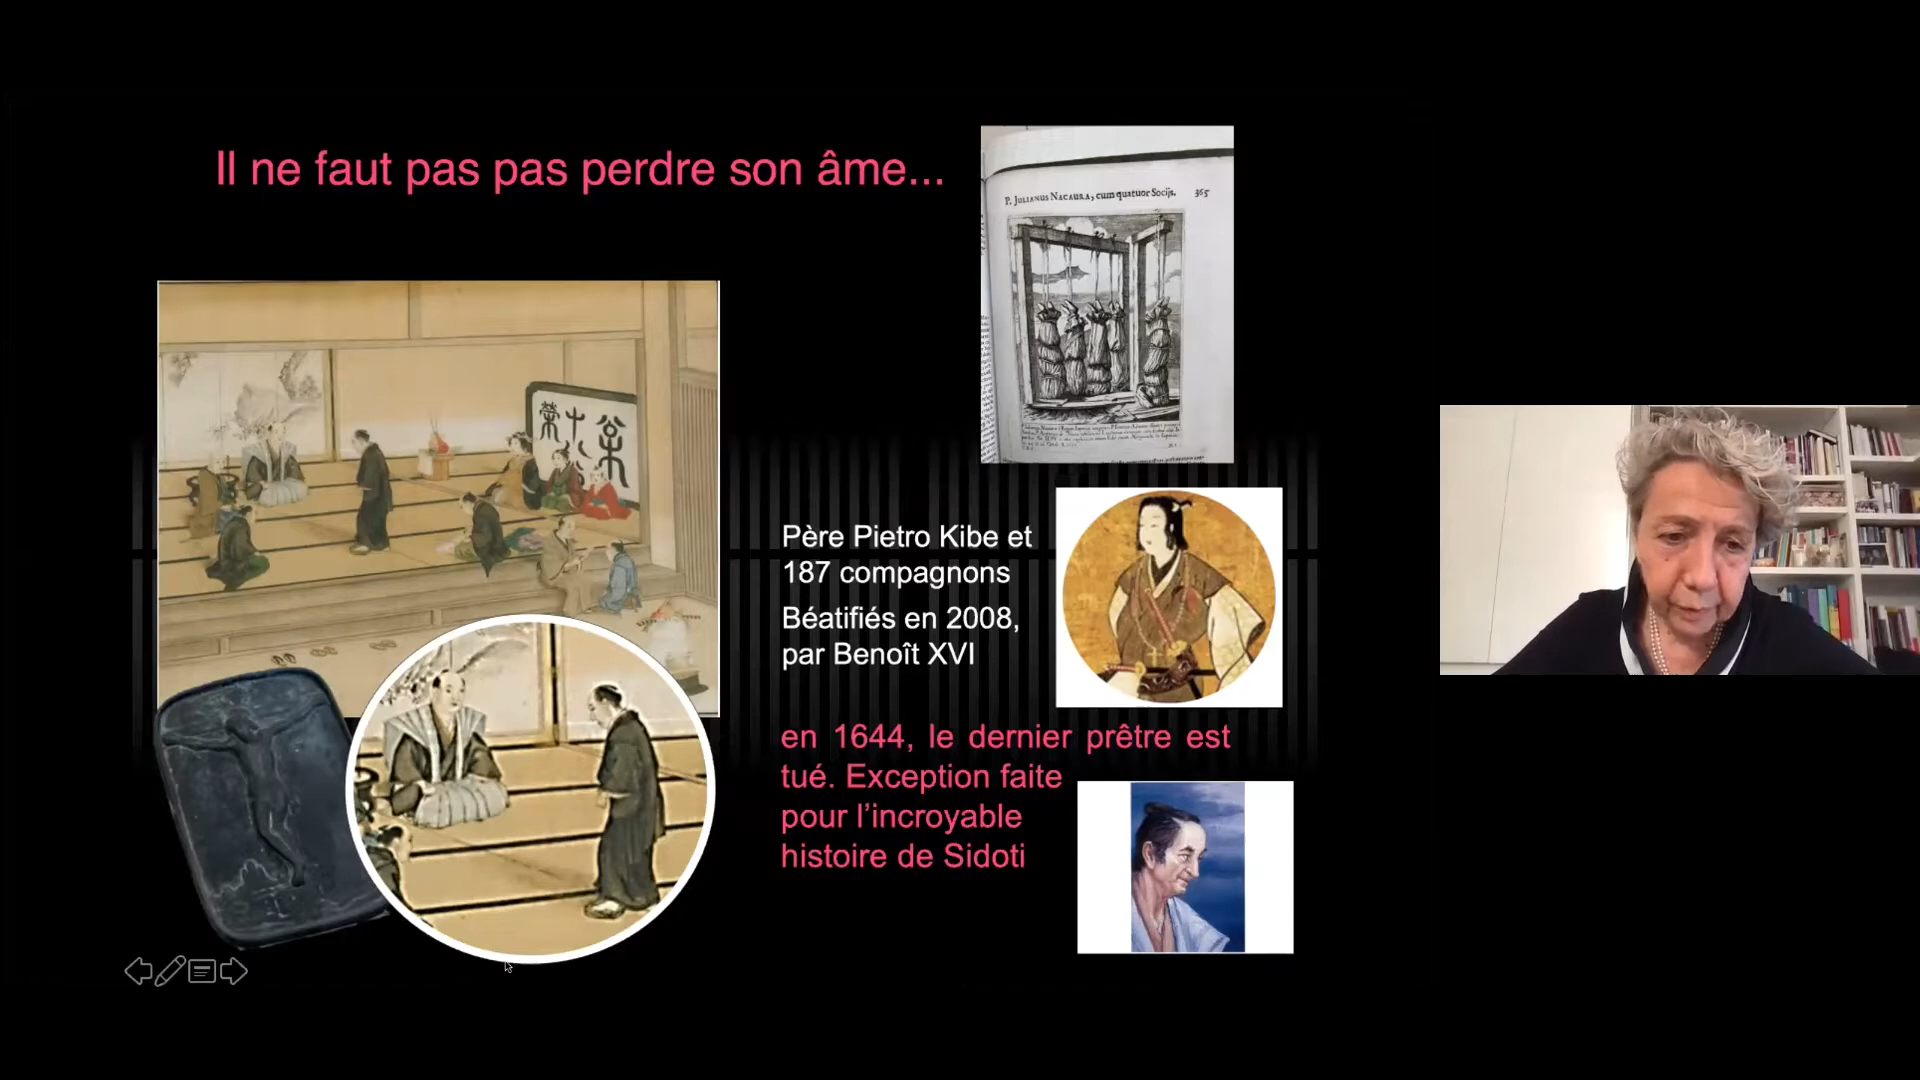 Il ne faut pas pas perdre son âme...
P. JULIANUS NACAURA, cum quatuor Socijs. 365
Père Pietro Kibe et
187 compagnons
Béatifiés en 2008,
par Benoît XVI
en 1644, le dernier prêtre est
tué. Exception faite
pour l’incroyable
histoire de Sidoti